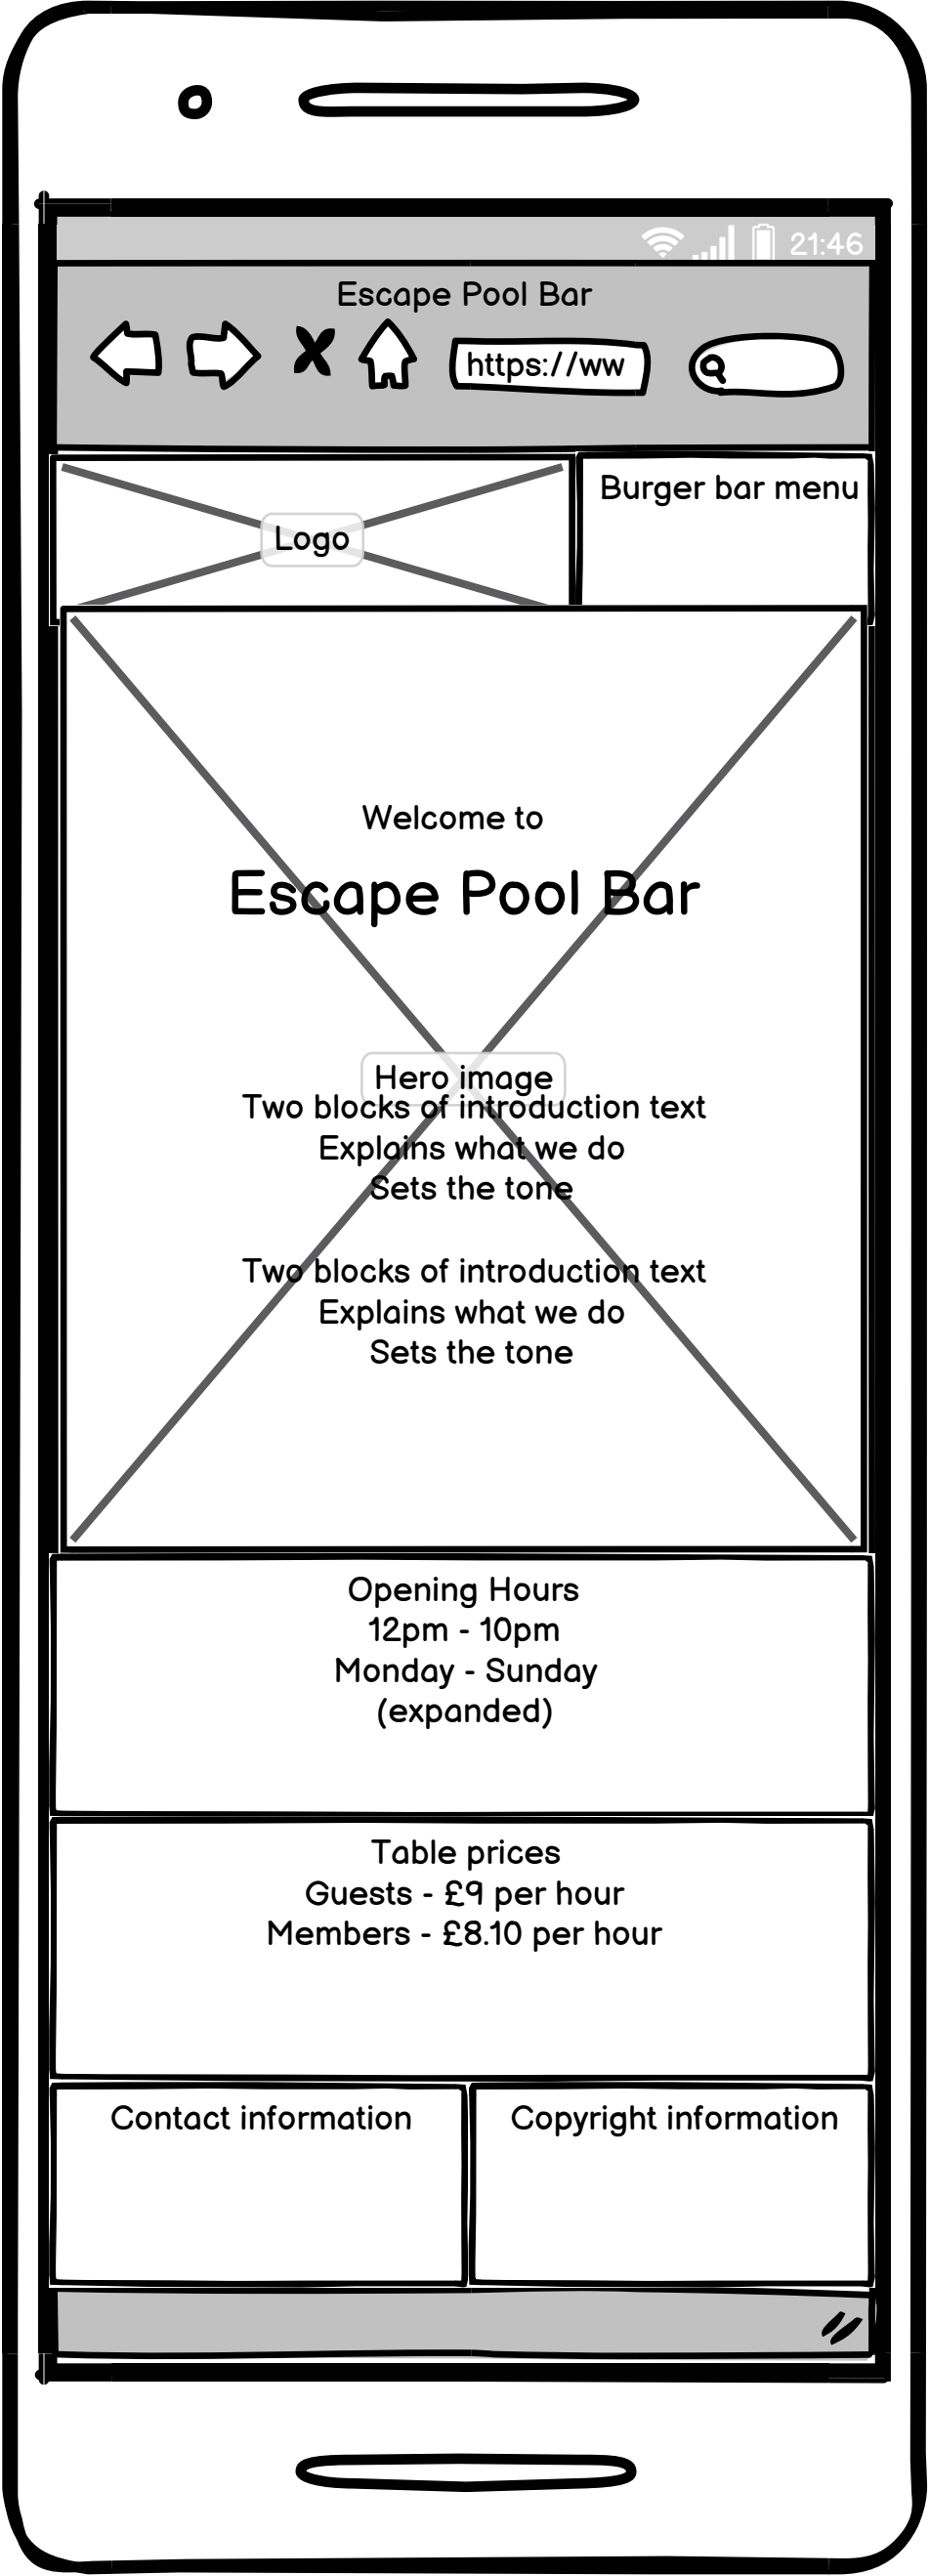 21:46
Escape Pool Bar
https://ww
Logo
Burger bar menu
Welcome to
Escape Pool Bar
Hero image
Two blocks of introduction text
Explains what we do
Sets the tone
Two blocks of introduction text
Explains what we do
Sets the tone
Opening Hours
12pm - 10pm
Monday - Sunday
(expanded)
Table prices
Guests - £9 per hour
Members - £8.10 per hour
Contact information
Copyright information